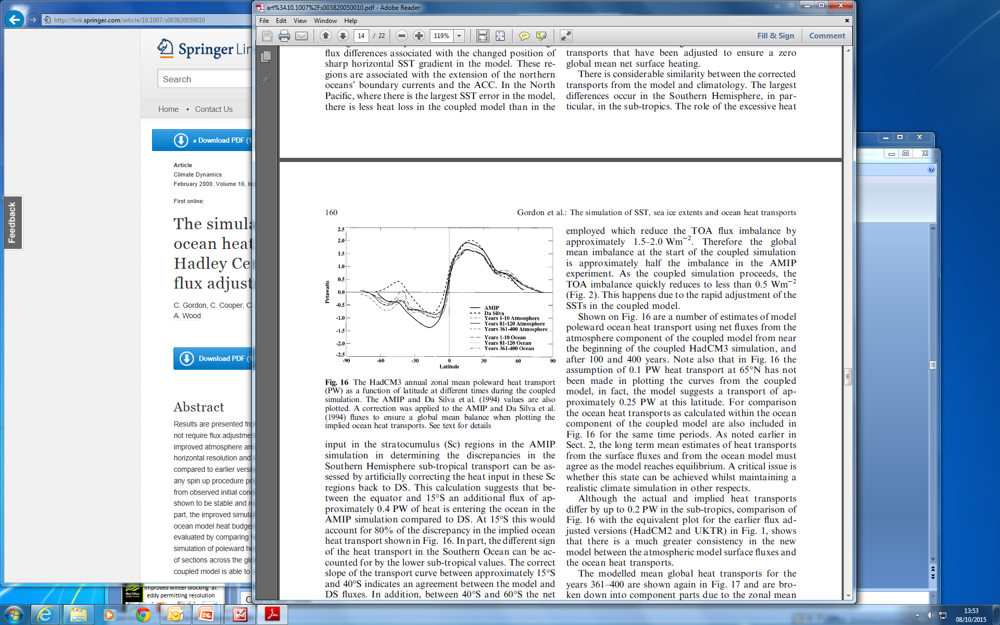 http://link.springer.com/article/10.1007/s003820050010
Springer Lin
Search
Home • Contact Us
» Download PDF (1
Article
Climate Dynamics
February 2000, Volume 16, Is
First online:
The simula
ocean heat
Hadley Ce
flux adjust
C. Gordon, C. Cooper, C
A. Wood
Download PDF (1
Abstract
Results are presented fro
not require flux adjustme
improved atmosphere an
horizontal resolution and
compared to earlier versi
any spin up procedure pr
from observed initial cond
shown to be stable and r
part, the improved simula
ocean model heat budge
evaluated by comparing
simulation of poleward he
of sections across the glo
coupled model is able to
Feedback
Met Office
Hadley Centre
improved winter blocking at
eddy permitting resolution
art%3A10.1007%2Fs003820050010.pdf - Adobe Reader
File Edit View Window Help
14 / 22 119% Fill & Sign Comment
flux differences associated with the changed position of
sharp horizontal SST gradient in the model. These re-
gions are associated with the extension of the northern
oceans' boundary currents and the ACC. In the North
Pacific, where there is the largest SST error in the model,
there is less heat loss in the coupled model than in the
transports that have been adjusted to ensure a zero
global mean net surface heating.
There is considerable similarity between the corrected
transports from the model and climatology. The largest
differences occur in the Southern Hemisphere, in par-
ticular, in the sub-tropics. The role of the excessive heat
160
Gordon et al.: The simulation of SST, sea ice extents and ocean heat transports
2.5
2.0
1.5
1.0
0.5
0.0
-0.5
-1.0
-1.5
-2.0
-2.5
Petawatts
-90 -60 -30 0 30 60 90
Latitude
AMIP
Da Silva
Years 1-10 Atmosphere
Years 81-120 Atmosphere
Years 361-400 Atmosphere
Years 1-10 Ocean
Years 81-120 Ocean
Years 361-400 Ocean
Fig. 16 The HadCM3 annual zonal mean poleward heat transport
(PW) as a function of latitude at different times during the coupled
simulation. The AMIP and Da Silva et al. (1994) values are also
plotted. A correction was applied to the AMIP and Da Silva et al.
(1994) fluxes to ensure a global mean balance when plotting the
implied ocean heat transports. See text for details
input in the stratocumulus (Sc) regions in the AMIP
simulation in determining the discrepancies in the
Southern Hemisphere sub-tropical transport can be as-
sessed by artificially correcting the heat input in these Sc
regions back to DS. This calculation suggests that be-
tween the equator and 15°S an additional flux of ap-
proximately 0.4 PW of heat is entering the ocean in the
AMIP simulation compared to DS. At 15°S this would
account for 80% of the discrepancy in the implied ocean
heat transport shown in Fig. 16. In part, the different sign
of the heat transport in the Southern Ocean can be ac-
counted for by the lower sub-tropical values. The correct
slope of the transport curve between approximately 15°S
and 40°S indicates an agreement between the model and
DS fluxes. In addition, between 40°S and 60°S the net
employed which reduce the TOA flux imbalance by
approximately 1.5–2.0 Wm−2. Therefore the global
mean imbalance at the start of the coupled simulation
is approximately half the imbalance in the AMIP
experiment. As the coupled simulation proceeds, the
TOA imbalance quickly reduces to less than 0.5 Wm−2
(Fig. 2). This happens due to the rapid adjustment of the
SSTs in the coupled model.
Shown on Fig. 16 are a number of estimates of model
poleward ocean heat transport using net fluxes from the
atmosphere component of the coupled model from near
the beginning of the coupled HadCM3 simulation, and
after 100 and 400 years. Note also that in Fig. 16 the
assumption of 0.1 PW heat transport at 65°N has not
been made in plotting the curves from the coupled
model, in fact, the model suggests a transport of ap-
proximately 0.25 PW at this latitude. For comparison
the ocean heat transports as calculated within the ocean
component of the coupled model are also included in
Fig. 16 for the same time periods. As noted earlier in
Sect. 2, the long term mean estimates of heat transports
from the surface fluxes and from the ocean model must
agree as the model reaches equilibrium. A critical issue is
whether this state can be achieved whilst maintaining a
realistic climate simulation in other respects.
Although the actual and implied heat transports
differ by up to 0.2 PW in the sub-tropics, comparison of
Fig. 16 with the equivalent plot for the earlier flux ad-
justed versions (HadCM2 and UKTR) in Fig. 1, shows
that there is a much greater consistency in the new
model between the atmospheric model surface fluxes and
the ocean heat transports.
The modelled mean global heat transports for the
years 361–400 are shown again in Fig. 17 and are bro-
ken down into component parts due to the zonal mean
13:53
08/10/2015